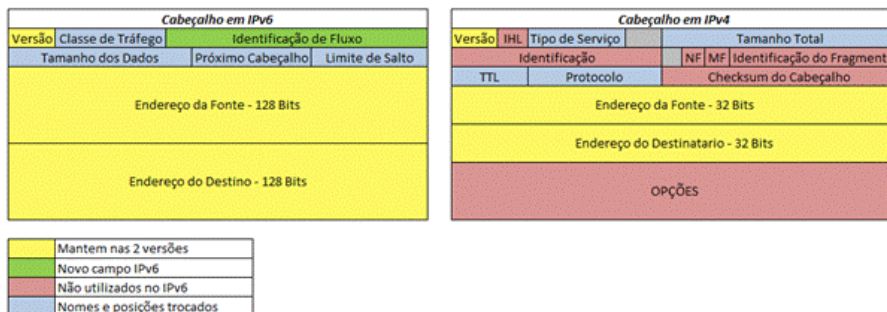 Cabeçalho em IPv6
Versão Classe de Tráfego Identificação de Fluxo
Tamanho dos Dados Próximo Cabeçalho Limite de Salto
Endereço da Fonte - 128 Bits
Endereço do Destino - 128 Bits
Cabeçalho em IPv4
Versão IHL Tipo de Serviço Tamanho Total
Identificação NF MF Identificação do Fragment
TTL Protocolo Checksum do Cabeçalho
Endereço da Fonte - 32 Bits
Endereço do Destinatario - 32 Bits
OPÇÕES
Mantem nas 2 versões
Novo campo IPv6
Não utilizados no IPv6
Nomes e posições trocados